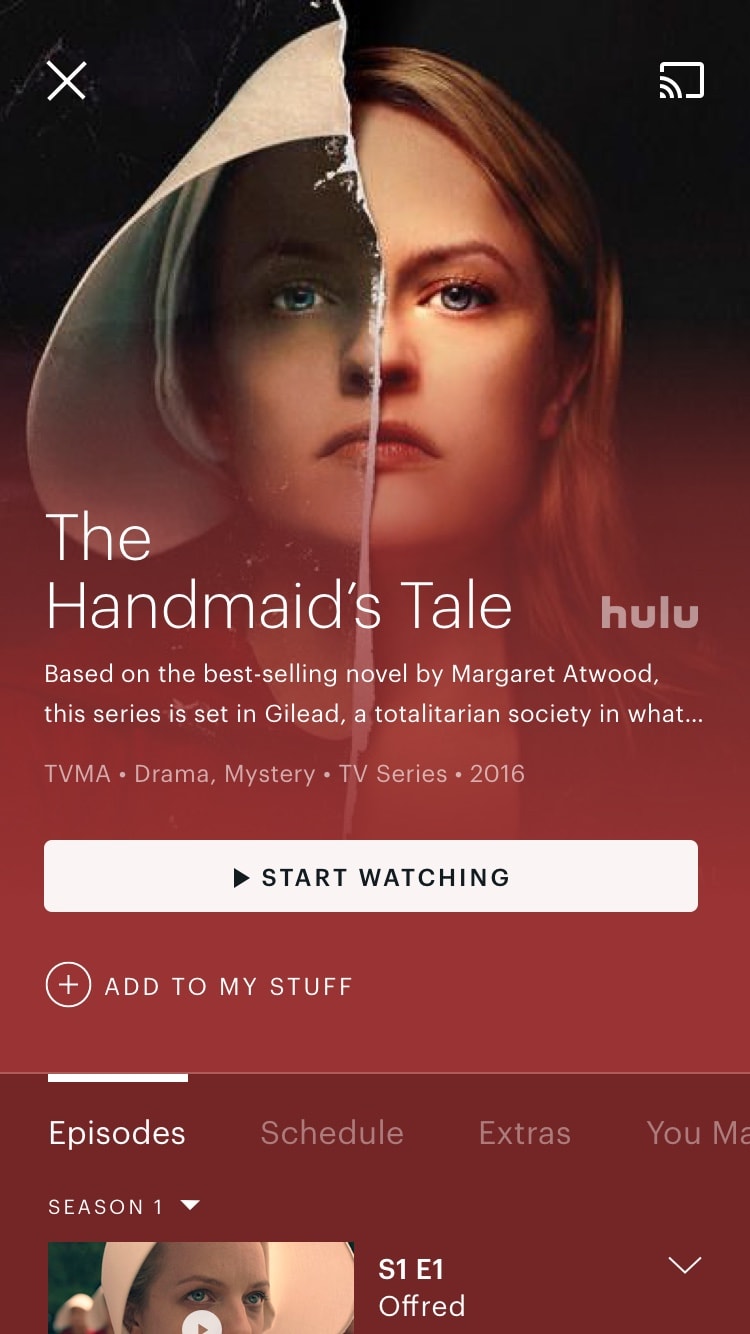 The
Handmaid's Tale
hulu
Based on the best-selling novel by Margaret Atwood,
this series is set in Gilead, a totalitarian society in what...
TVMA • Drama, Mystery • TV Series • 2016
START WATCHING
ADD TO MY STUFF
Episodes Schedule Extras You Ma
SEASON 1
S1 E1
Offred